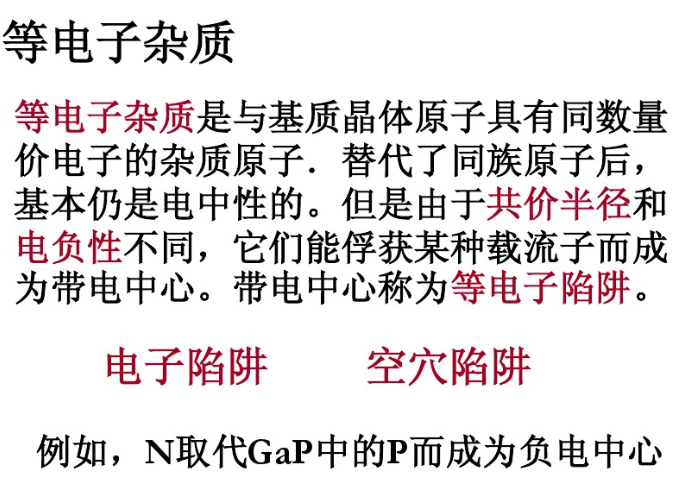 等电子杂质
等电子杂质是与基质晶体原子具有同数量
价电子的杂质原子．替代了同族原子后，
基本仍是电中性的。但是由于共价半径和
电负性不同，它们能俘获某种载流子而成
为带电中心。带电中心称为等电子陷阱。
电子陷阱 空穴陷阱
例如，N取代GaP中的P而成为负电中心